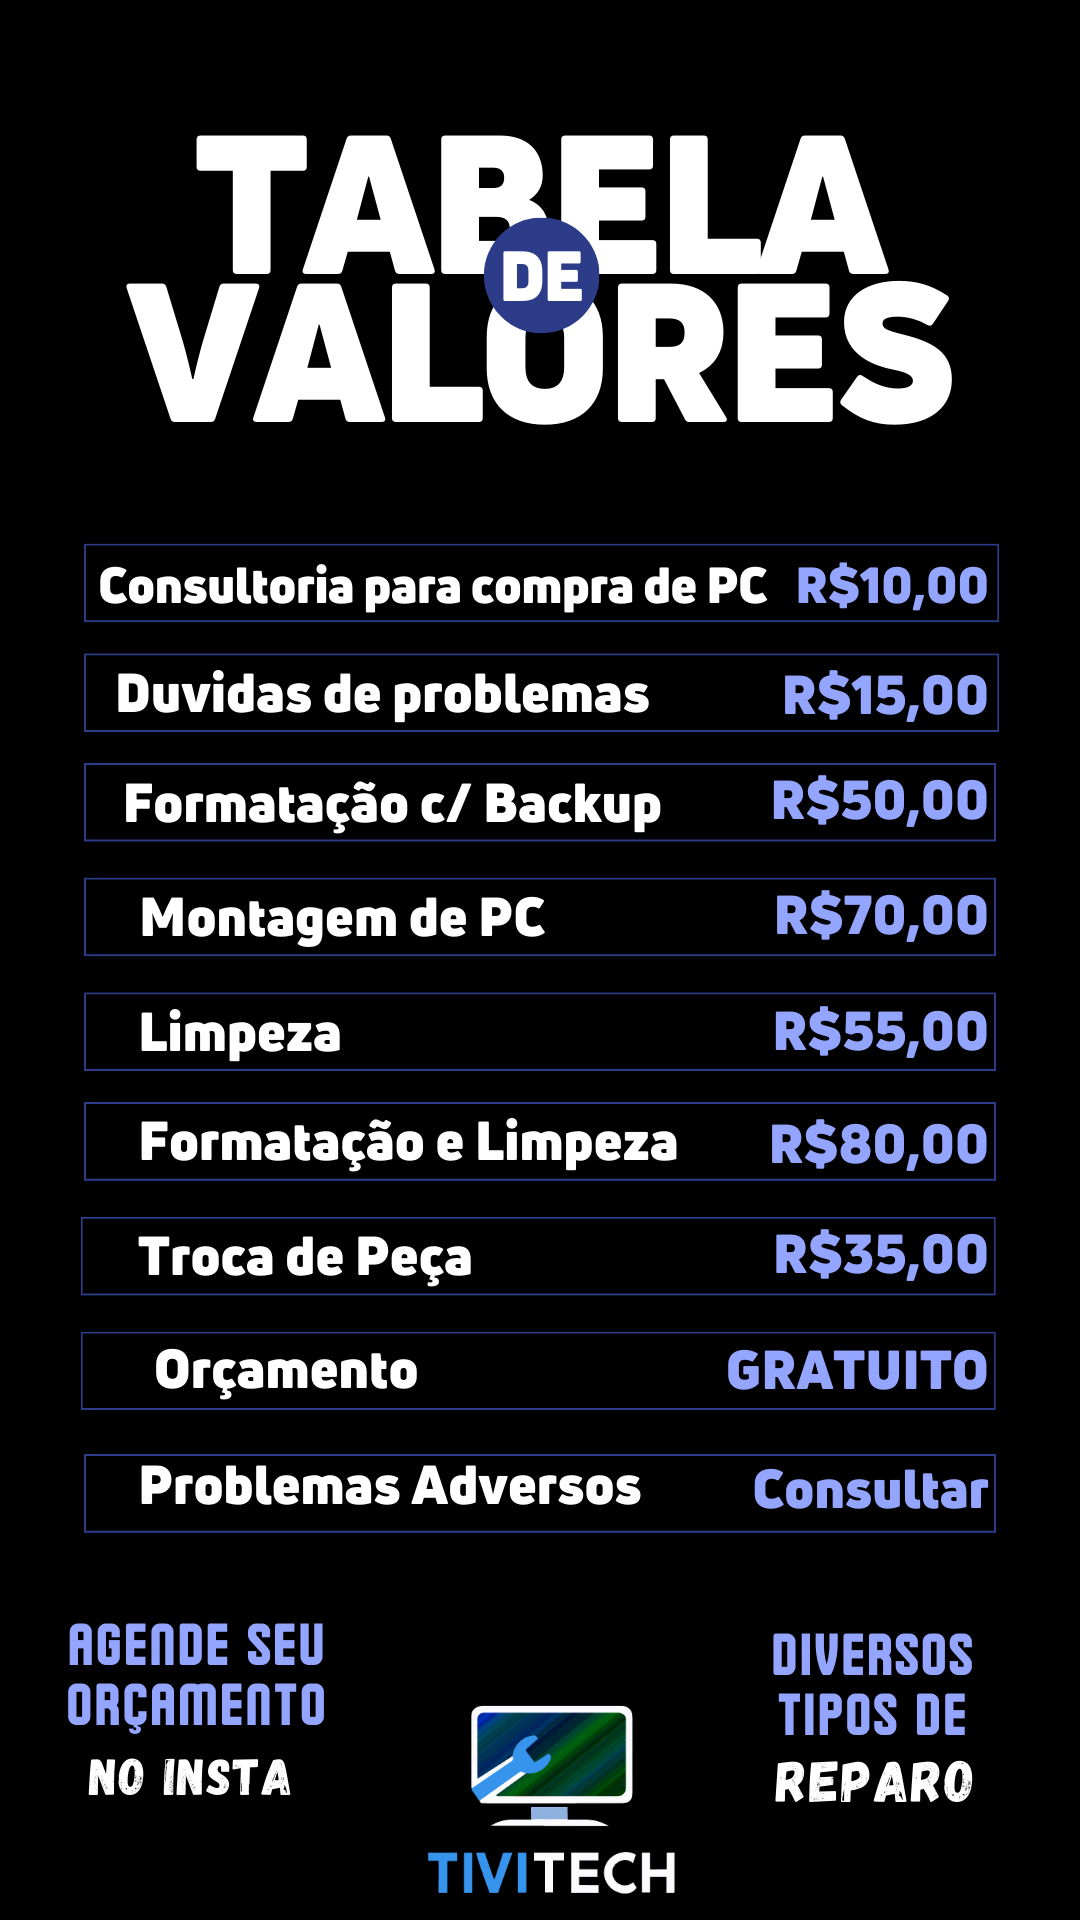 TABELA
DE
VALORES
Consultoria para compra de PC R$10,00
Duvidas de problemas R$15,00
Formatação c/ Backup R$50,00
Montagem de PC R$70,00
Limpeza R$55,00
Formatação e Limpeza R$80,00
Troca de Peça R$35,00
Orçamento GRATUITO
Problemas Adversos Consultar
AGENDE SEU
ORÇAMENTO
NO INSTA
DIVERSOS
TIPOS DE
REPARO
TIVITECH